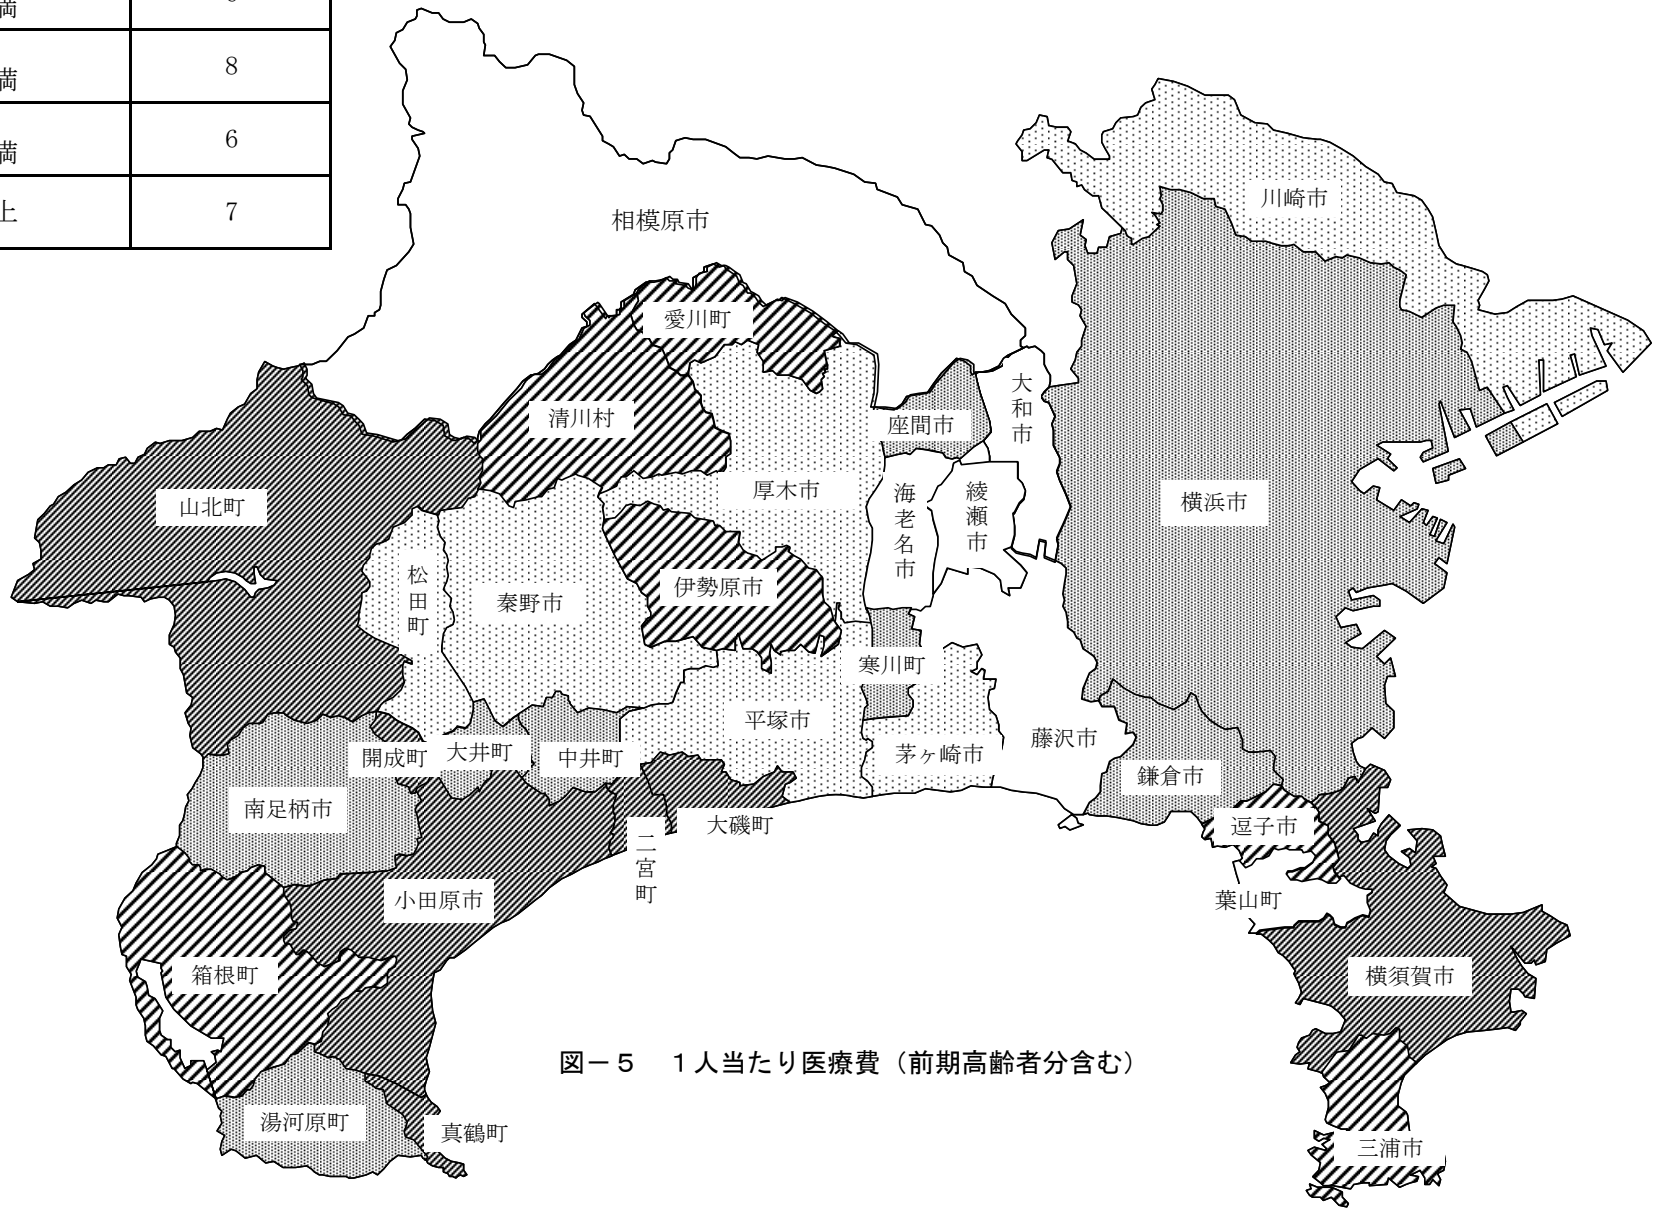 満
8
満
6
満
7
上
相模原市
川崎市
愛川町
清川村
座間市
大和市
山北町
厚木市
海老名市
綾瀬市
横浜市
松田町
秦野市
伊勢原市
寒川町
平塚市
茅ヶ崎市
藤沢市
開成町
大井町
中井町
鎌倉市
南足柄市
大磯町
逗子市
二宮町
小田原市
葉山町
箱根町
横須賀市
図－５　１人当たり医療費（前期高齢者分含む）
湯河原町
真鶴町
三浦市